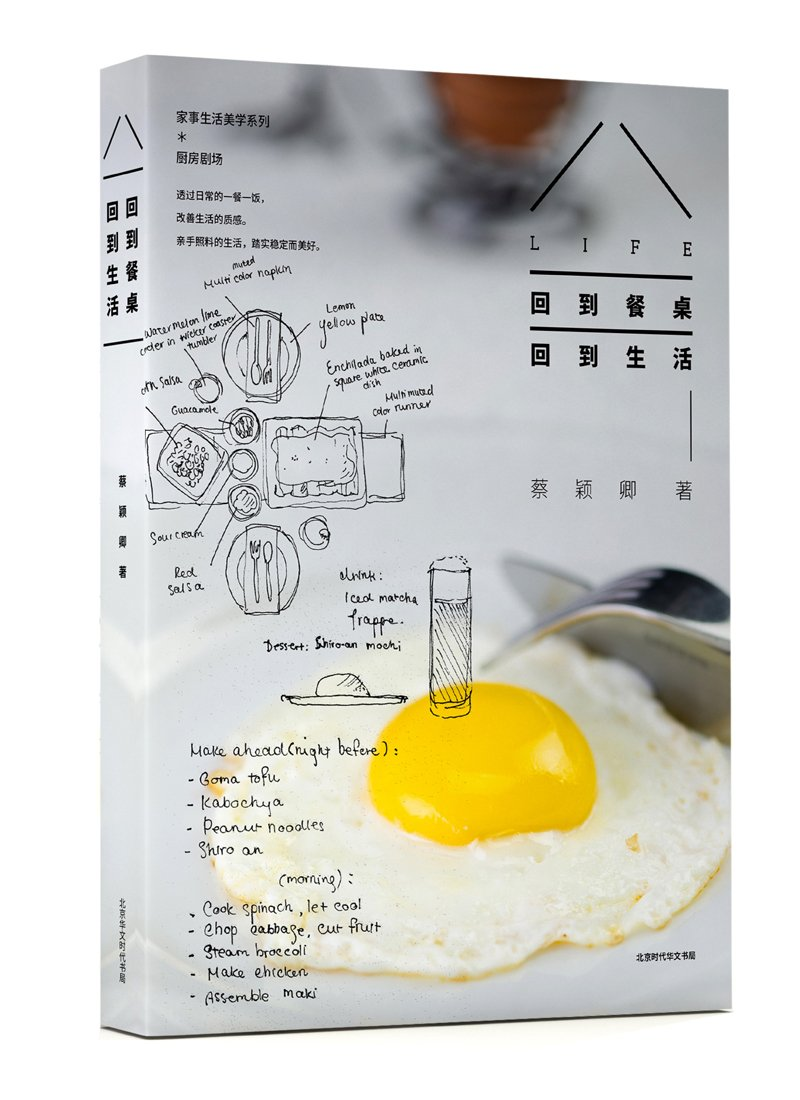 回到餐桌
回到生活
蔡颖卿 著
北京华文时代书局
家事生活美学系列
*
厨房剧场
透过日常的一餐一饭，
改善生活的质感。
亲手照料的生活，踏实稳定而美好。
LIFE
回到餐桌
回到生活
蔡颖卿 著
muted
Multi color napkin
Water melon lime
in wicker coaster
tumbler
Lemon
yellow plate
Enchilada baked in
square white ceramic
dish
Salsa
Guacamole
Multi muted
color runner
Sour cream
Red
Salsa
drink:
Iced matcha
frappe.
Dessert: Shiro-an mochi
Make ahead(night before):
- Goma tofu
- Kabochya
- Peanut noodles
- Shiro an
(morning):
- Cook spinach, let cool
- Chop cabbage, cut fruit
- Steam broccoli
- Make chicken
- Assemble maki
北京时代华文书局